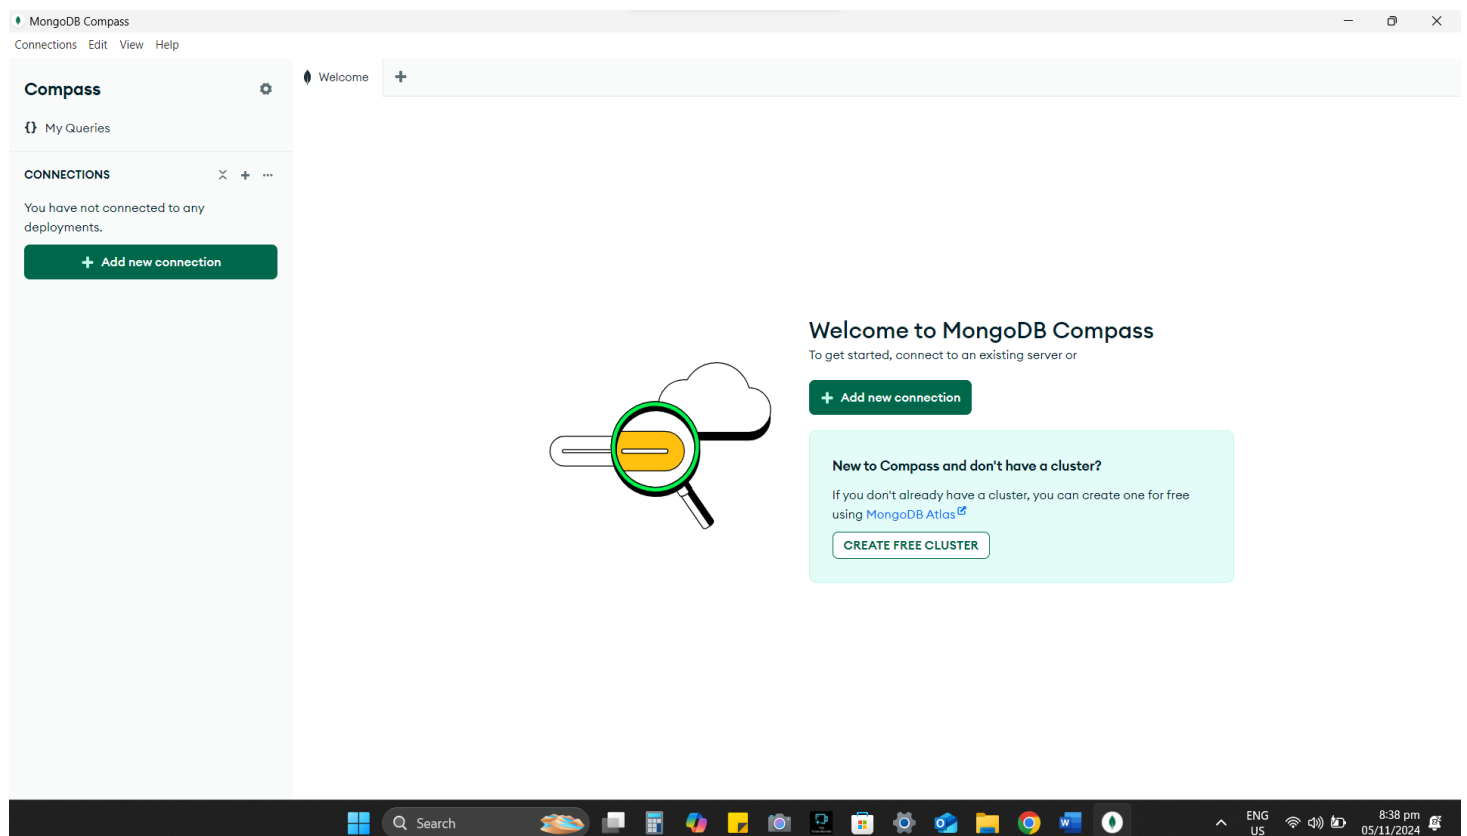 MongoDB Compass
Connections Edit View Help
Compass
{} My Queries
CONNECTIONS
You have not connected to any
deployments.
+ Add new connection
Welcome +
Welcome to MongoDB Compass
To get started, connect to an existing server or
+ Add new connection
New to Compass and don't have a cluster?
If you don't already have a cluster, you can create one for free
using MongoDB Atlas
CREATE FREE CLUSTER
Search
W
ENG
US
8:38 pm
05/11/2024